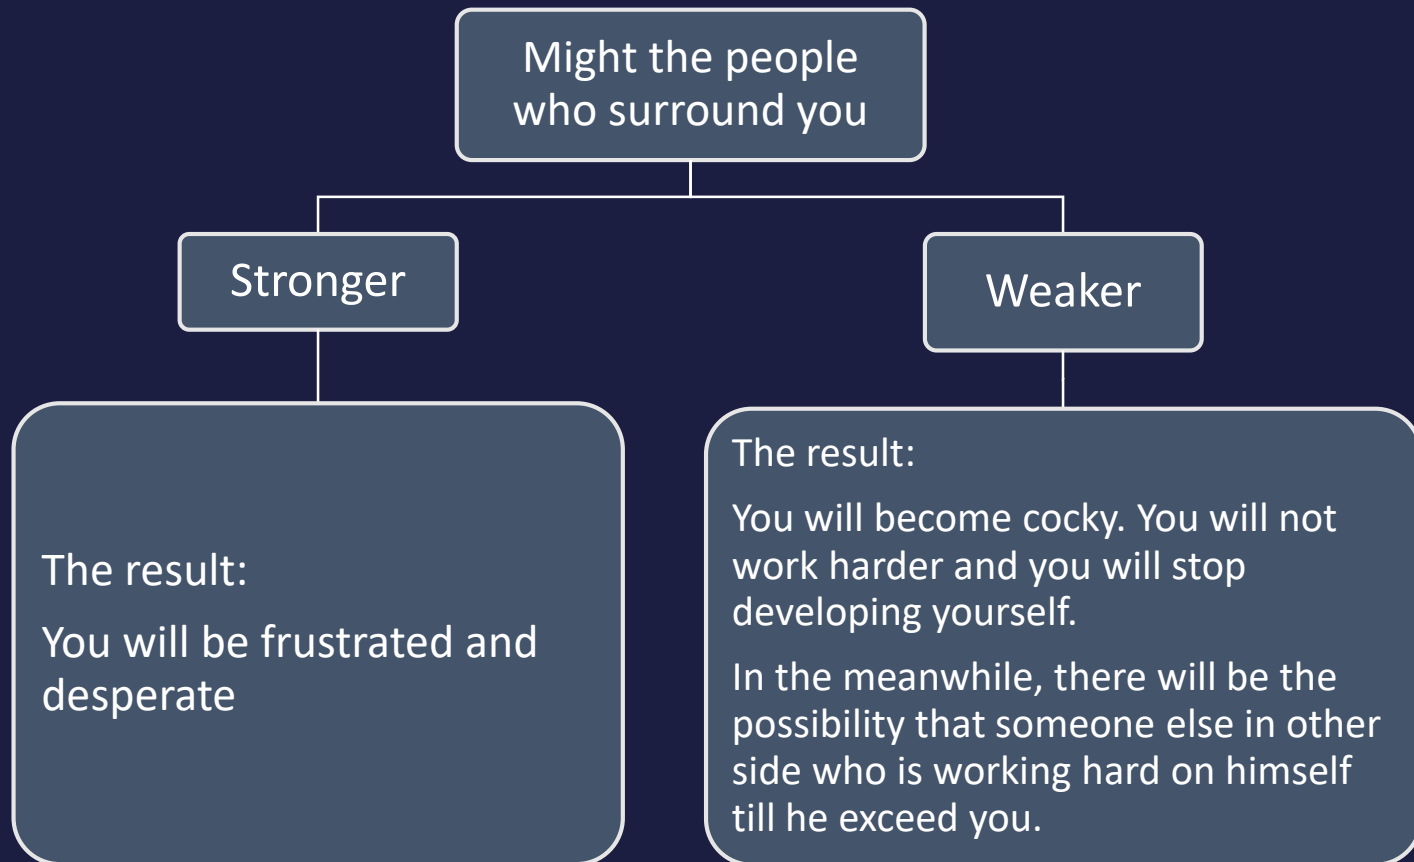 Might the people
who surround you
Stronger
Weaker
The result:
You will be frustrated and
desperate
The result:
You will become cocky. You will not
work harder and you will stop
developing yourself.
In the meanwhile, there will be the
possibility that someone else in other
side who is working hard on himself
till he exceed you.